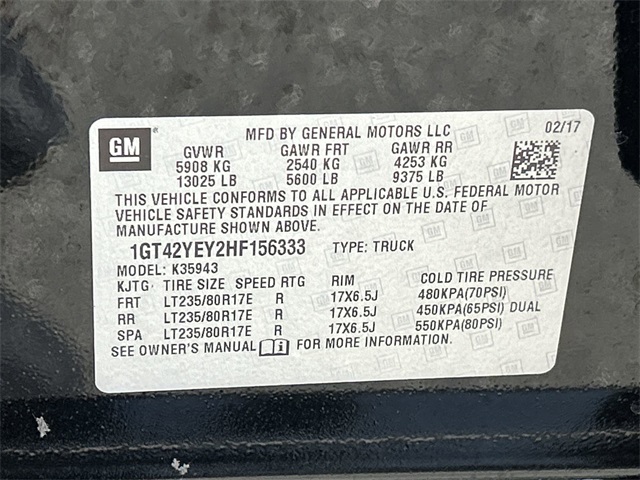 GM
MFD BY GENERAL MOTORS LLC 02/17
GVWR GAWR FRT GAWR RR
5908 KG 2540 KG 4253 KG
13025 LB 5600 LB 9375 LB
THIS VEHICLE CONFORMS TO ALL APPLICABLE U.S. FEDERAL MOTOR
VEHICLE SAFETY STANDARDS IN EFFECT ON THE DATE OF
MANUFACTURE SHOWN ABOVE.
1GT42YEY2HF156333 TYPE: TRUCK
MODEL: K35943
KJTG TIRE SIZE SPEED RTG RIM COLD TIRE PRESSURE
FRT LT235/80R17E R 17X6.5J 480KPA(70PSI)
RR LT235/80R17E R 17X6.5J 450KPA(65PSI) DUAL
SPA LT235/80R17E R 17X6.5J 550KPA(80PSI)
SEE OWNER'S MANUAL FOR MORE INFORMATION.